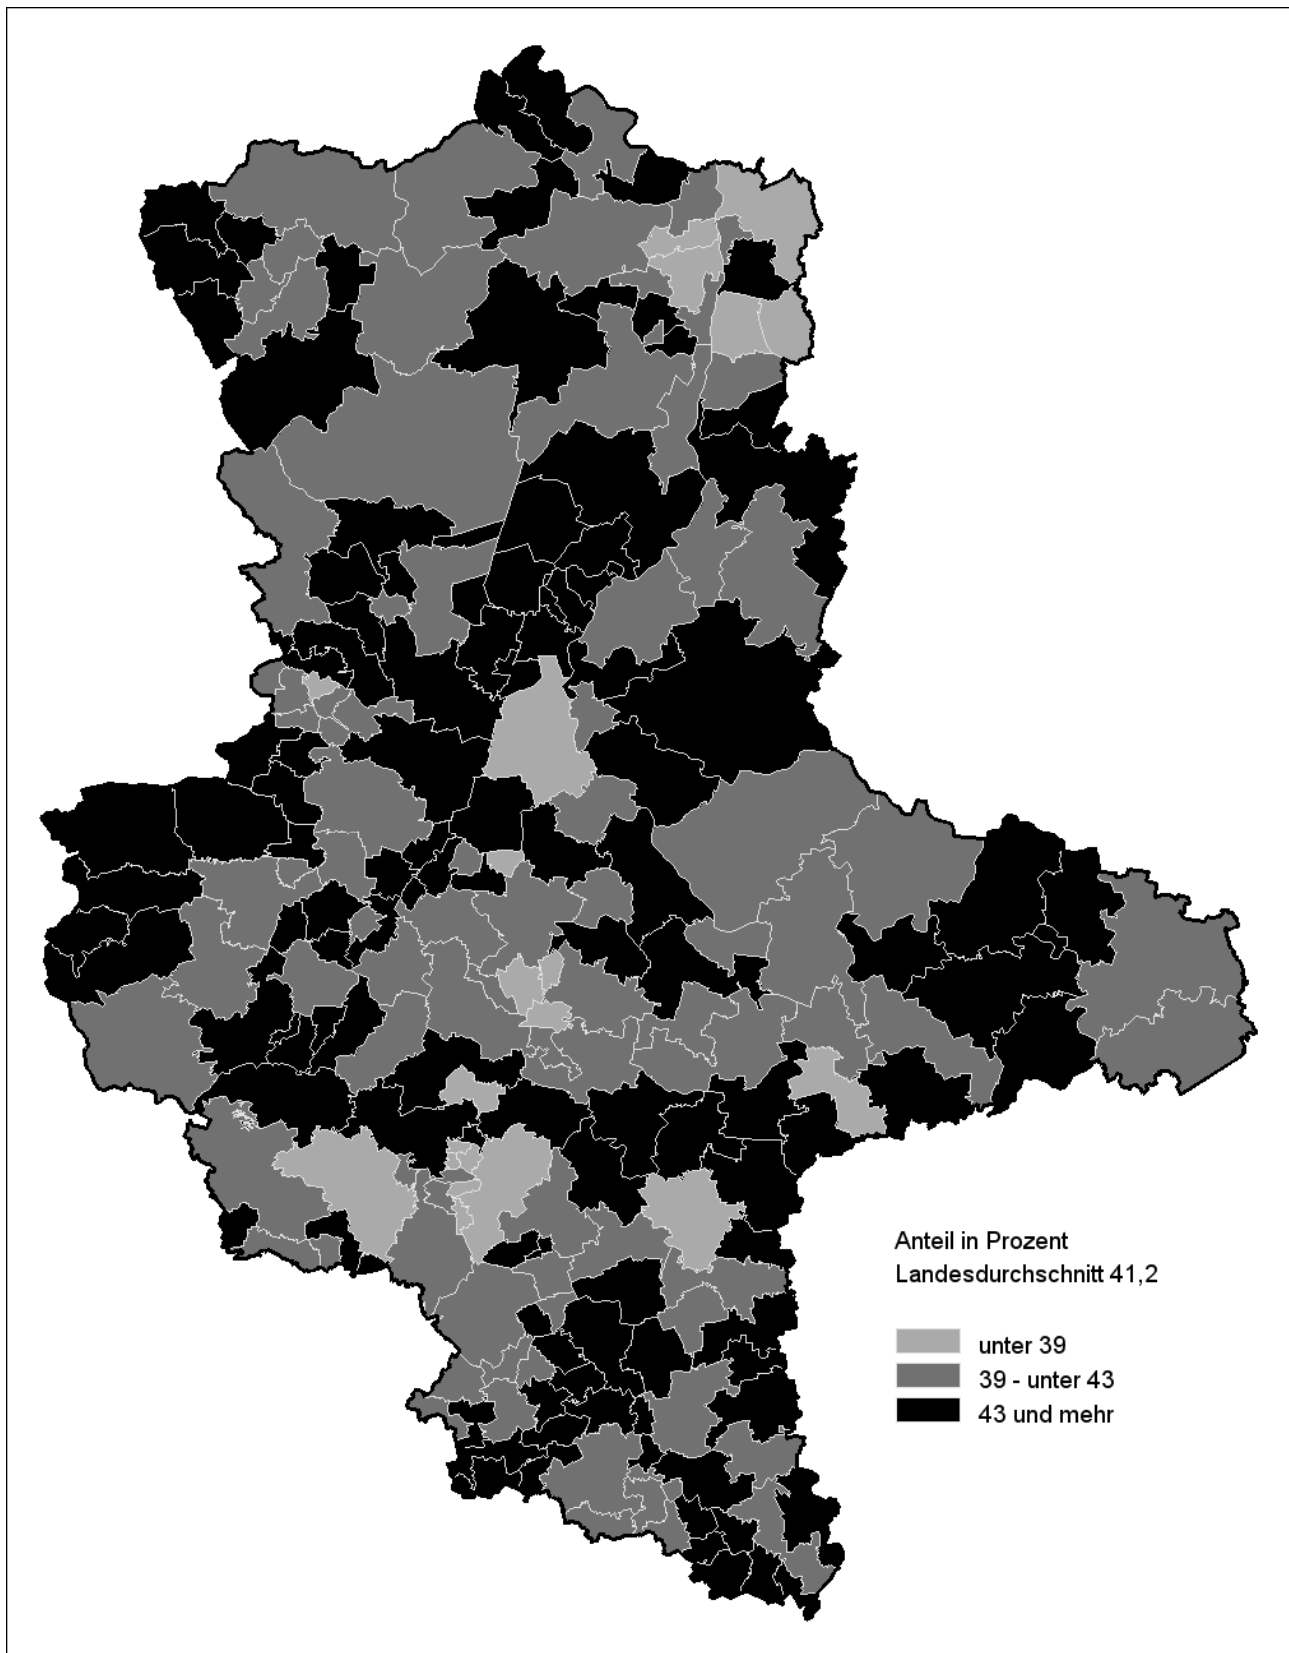 Anteil in Prozent
Landesdurchschnitt 41,2
unter 39
39 - unter 43
43 und mehr